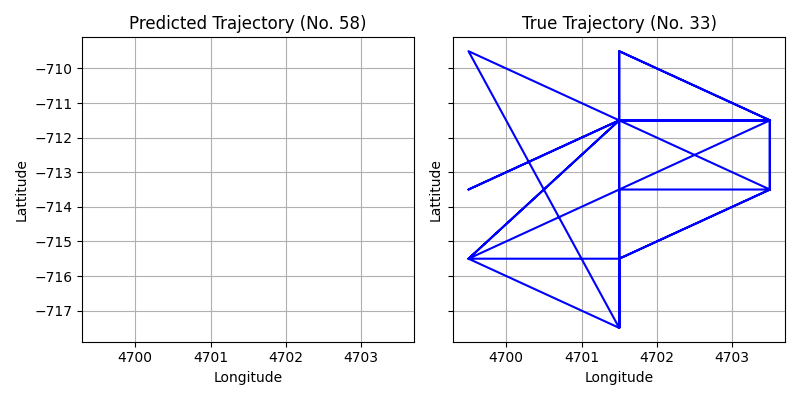 Predicted Trajectory (No. 58)
−710
−711
−712
−713
−714
−715
−716
−717
Lattitude
4700
4701
4702
4703
Longitude
True Trajectory (No. 33)
Lattitude
4700
4701
4702
4703
Longitude